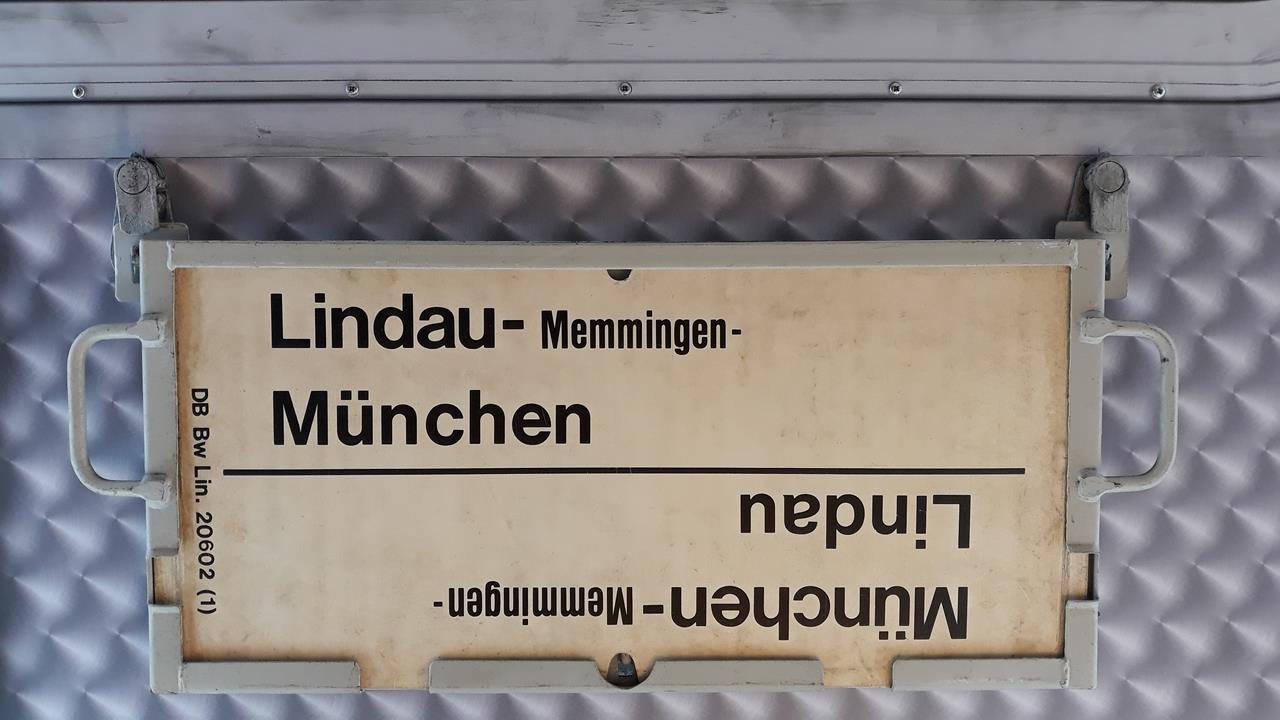 Lindau- Memmingen-
München
München- Memmingen-
Lindau
DB Bw Lin. 20602 (1)